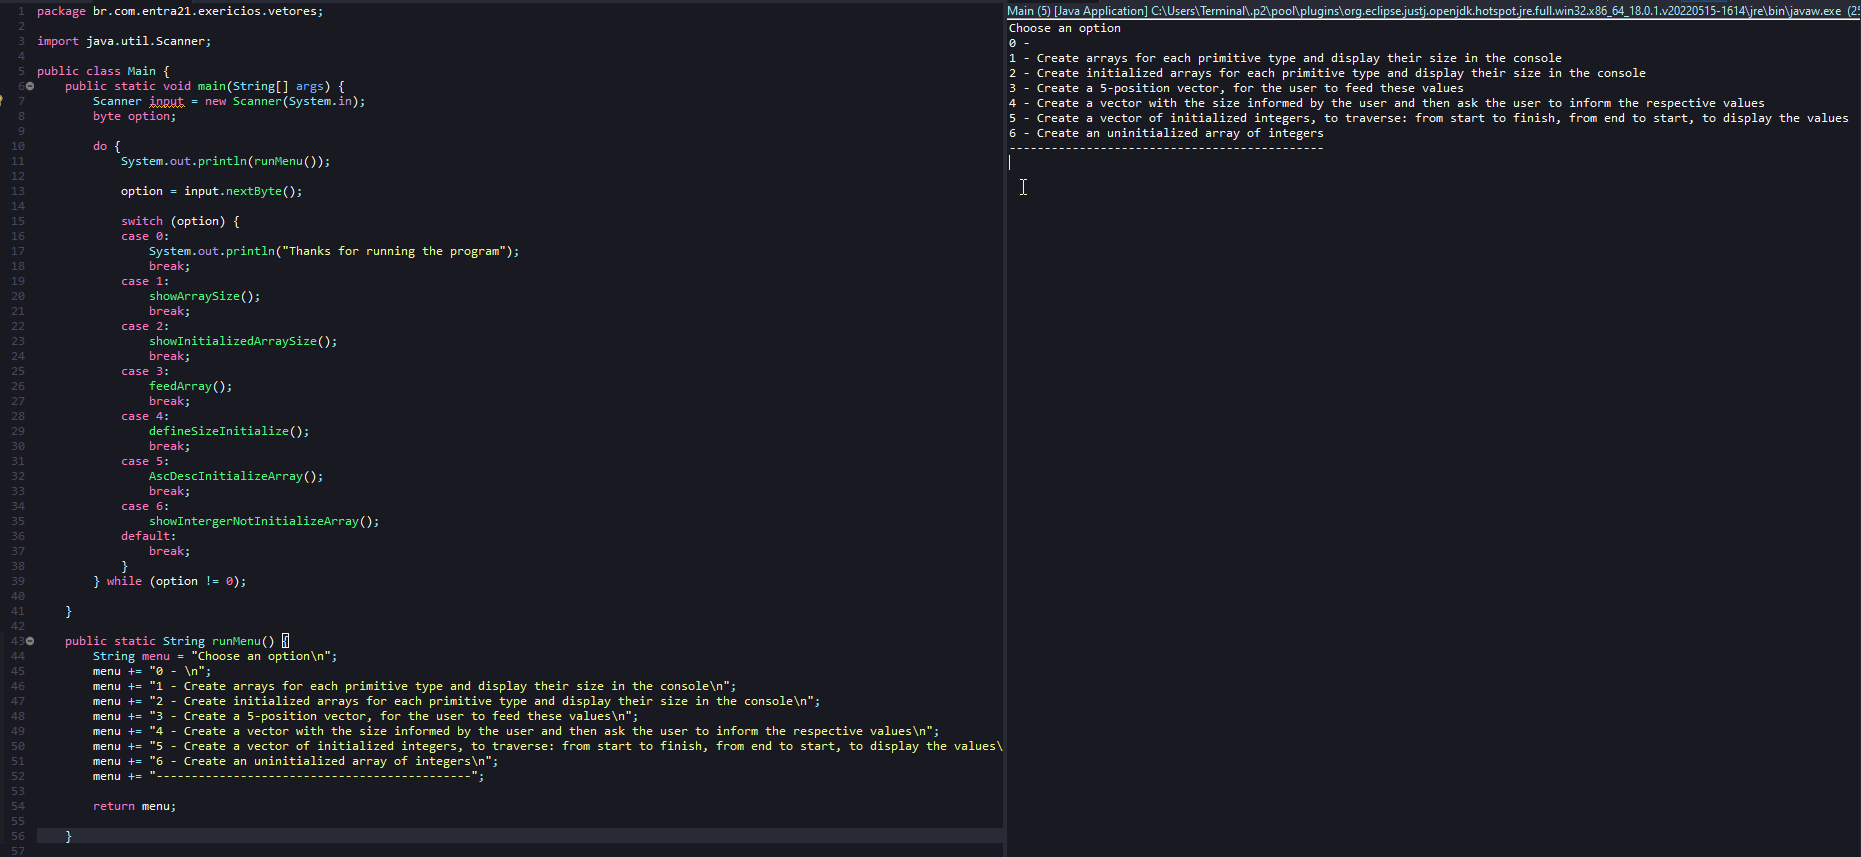 1 package br.com.entra21.exericios.vetores;
2
3 import java.util.Scanner;
4
5 public class Main {
6 public static void main(String[] args) {
7 Scanner input = new Scanner(System.in);
8 byte option;
9
10 do {
11 System.out.println(runMenu());
12
13 option = input.nextByte();
14
15 switch (option) {
16 case 0:
17 System.out.println("Thanks for running the program");
18 break;
19 case 1:
20 showArraySize();
21 break;
22 case 2:
23 showInitializedArraySize();
24 break;
25 case 3:
26 feedArray();
27 break;
28 case 4:
29 defineSizeInitialize();
30 break;
31 case 5:
32 AscDescInitializeArray();
33 break;
34 case 6:
35 showIntergerNotInitializeArray();
36 default:
37 break;
38 }
39 } while (option != 0);
40
41 }
42
43 public static String runMenu() {
44 String menu = "Choose an option\n";
45 menu += "0 - \n";
46 menu += "1 - Create arrays for each primitive type and display their size in the console\n";
47 menu += "2 - Create initialized arrays for each primitive type and display their size in the console\n";
48 menu += "3 - Create a 5-position vector, for the user to feed these values\n";
49 menu += "4 - Create a vector with the size informed by the user and then ask the user to inform the respective values\n";
50 menu += "5 - Create a vector of initialized integers, to traverse: from start to finish, from end to start, to display the values\
51 menu += "6 - Create an uninitialized array of integers\n";
52 menu += "---------------------------------------------";
53
54 return menu;
55
56 }
57
Main (5) [Java Application] C:\Users\Terminal\.p2\pool\plugins\org.eclipse.justj.openjdk.hotspot.jre.full.win32.x86_64_18.0.1.v20220515-1614\jre\bin\javaw.exe (25
Choose an option
0 -
1 - Create arrays for each primitive type and display their size in the console
2 - Create initialized arrays for each primitive type and display their size in the console
3 - Create a 5-position vector, for the user to feed these values
4 - Create a vector with the size informed by the user and then ask the user to inform the respective values
5 - Create a vector of initialized integers, to traverse: from start to finish, from end to start, to display the values
6 - Create an uninitialized array of integers
---------------------------------------------